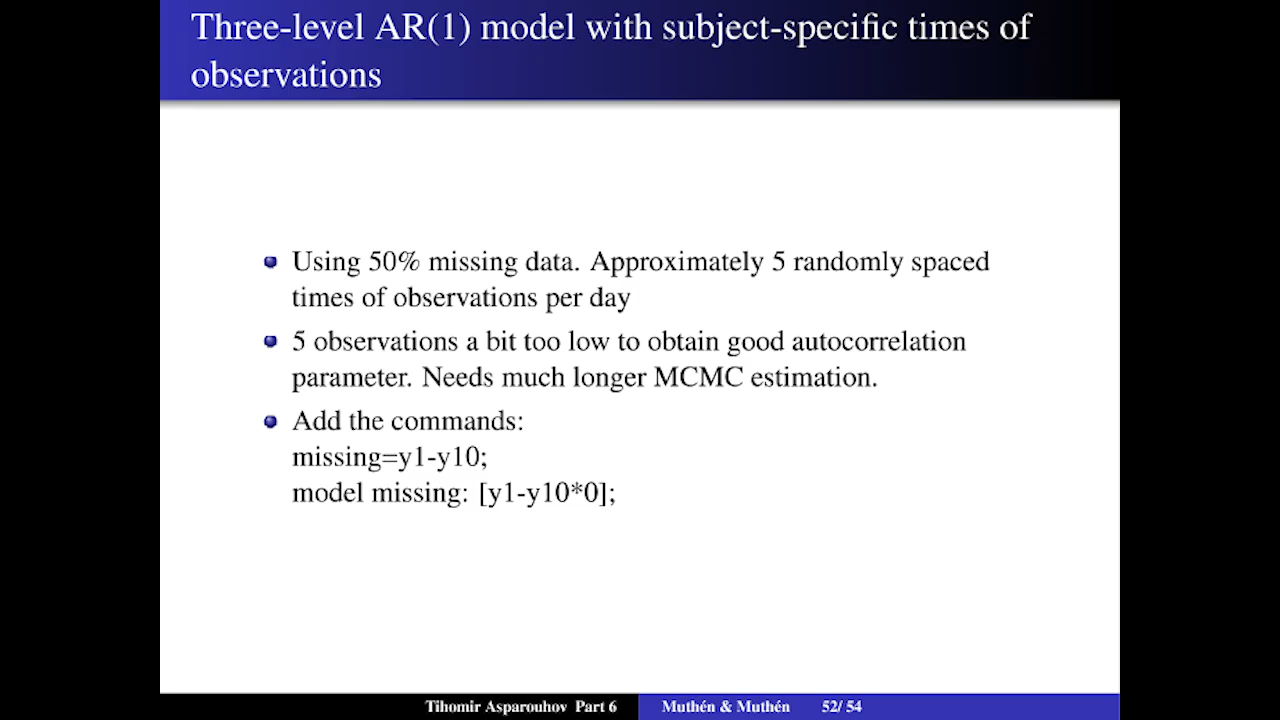 Three-level AR(1) model with subject-specific times of
observations
Using 50% missing data. Approximately 5 randomly spaced
times of observations per day
5 observations a bit too low to obtain good autocorrelation
parameter. Needs much longer MCMC estimation.
Add the commands:
missing=y1-y10;
model missing: [y1-y10*0];
Tihomir Asparouhov Part 6 Muthén & Muthén 52/ 54